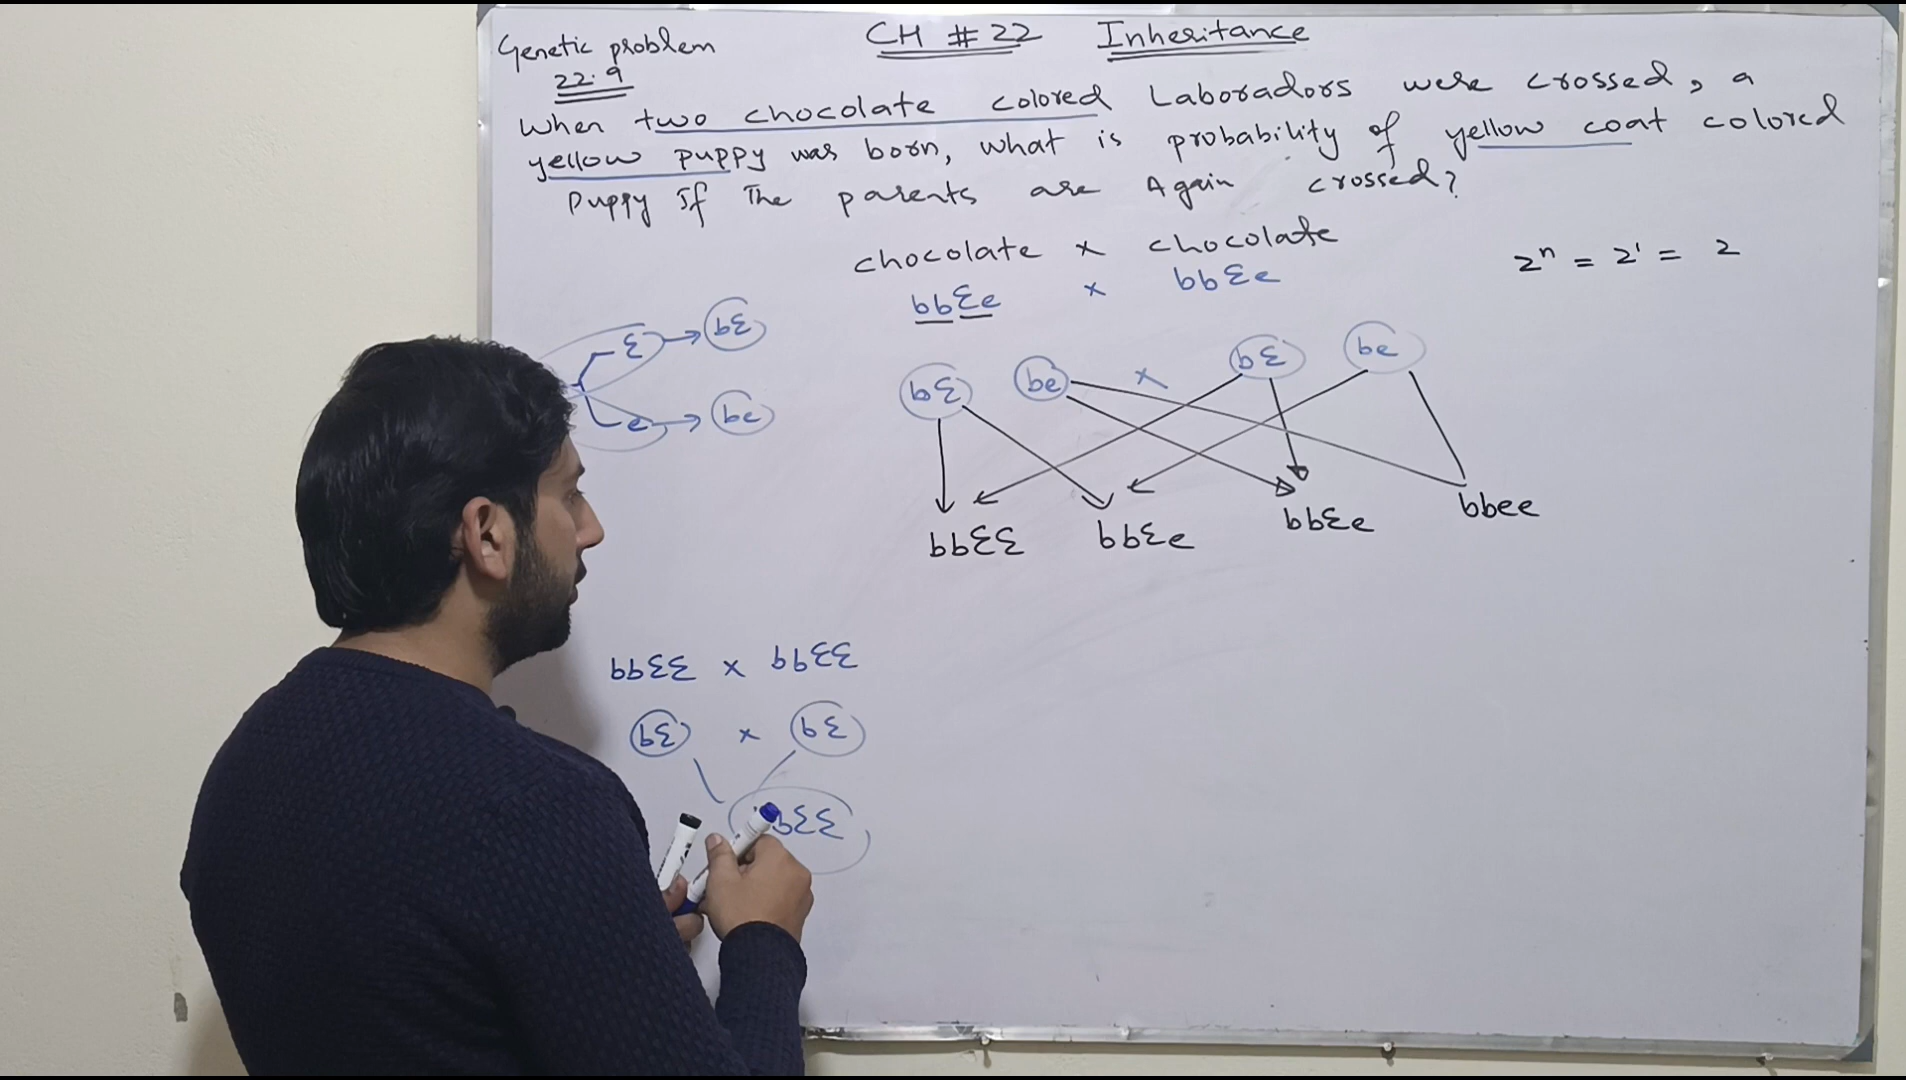 Genetic problem
22.9
CH # 22 Inheritance
When two chocolate colored Laboradors were crossed, a
yellow puppy was born, what is probability of yellow coat colored
Puppy If The parents are Again crossed?
chocolate x chocolate
bbEe x bbEe
2ⁿ = 2¹ = 2
E → bE
e → be
bE be x bE be
bbEE bbEe bbEe bbee
bbEE x bbEE
bE x bE
bEE